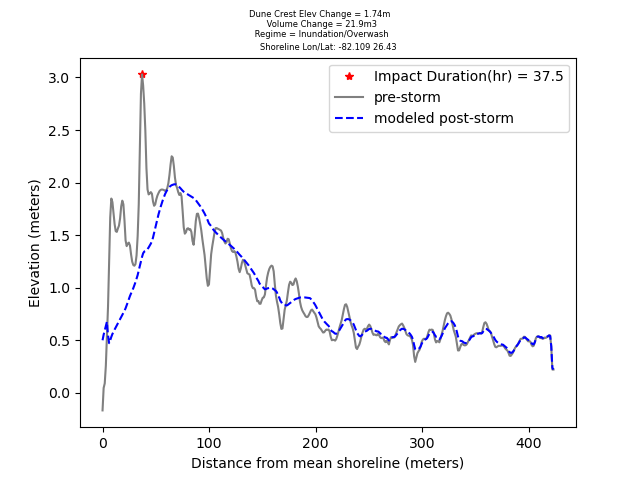 Dune Crest Elev Change = 1.74m
Volume Change = 21.9m3
Regime = Inundation/Overwash
Shoreline Lon/Lat: -82.109 26.43
Impact Duration(hr) = 37.5
pre-storm
modeled post-storm
Elevation (meters)
3.0
2.5
2.0
1.5
1.0
0.5
0.0
0 100 200 300 400
Distance from mean shoreline (meters)